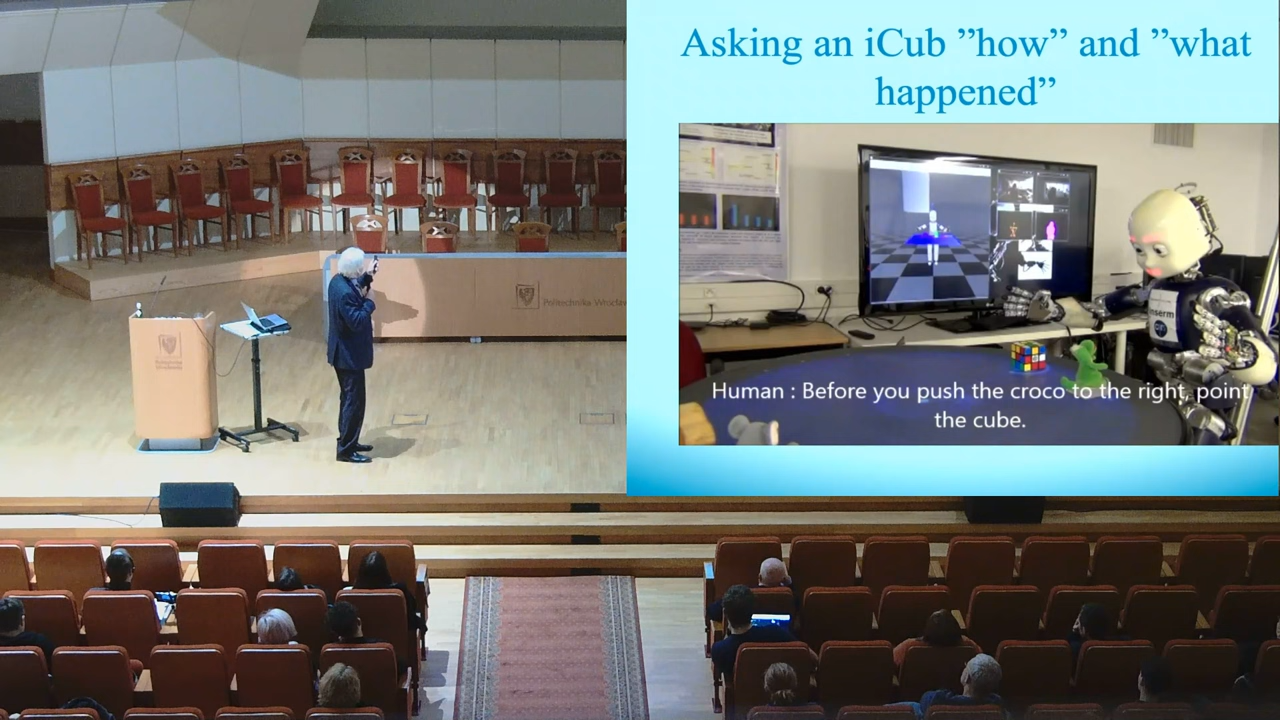 Asking an iCub ”how” and ”what
happened”
inserm
Human : Before you push the croco to the right, point
the cube.
Politechnika Wrocław